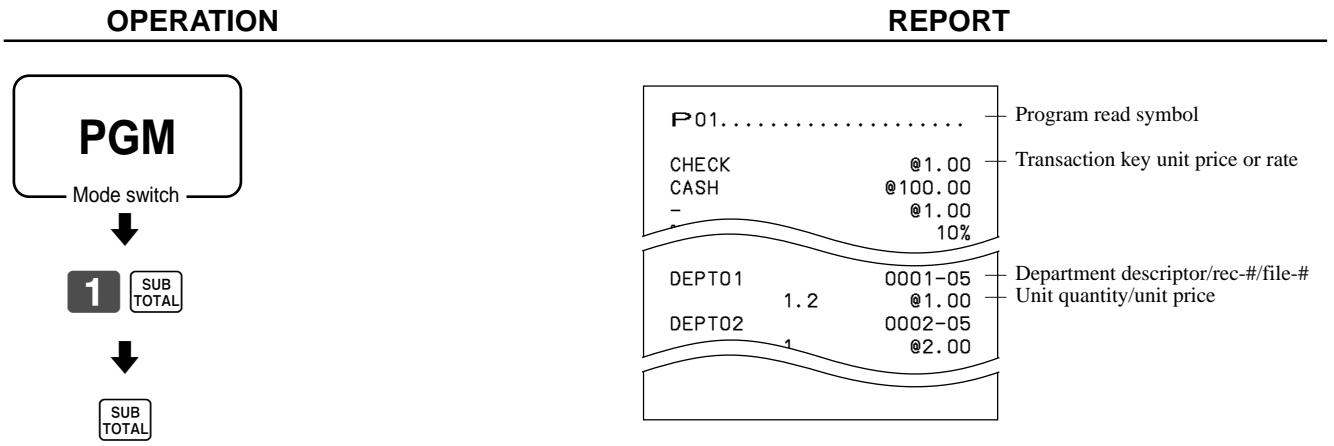 OPERATION
REPORT
PGM
Mode switch
1 SUB TOTAL
SUB TOTAL
P01..................... Program read symbol
CHECK @1.00 Transaction key unit price or rate
CASH @100.00
- @1.00
10%
DEPT01 0001-05 Department descriptor/rec-#/file-#
1.2 @1.00 Unit quantity/unit price
DEPT02 0002-05
1 @2.00